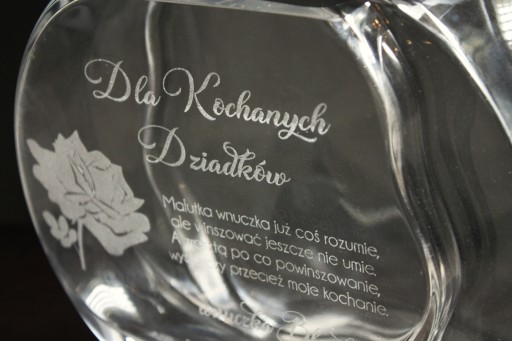 Dla Kochanych
Dziadków
Malutka wnuczka już coś rozumie,
ale winszować jeszcze nie umie.
A po co powinszowanie,
przecież moje kochanie.
wnuczka